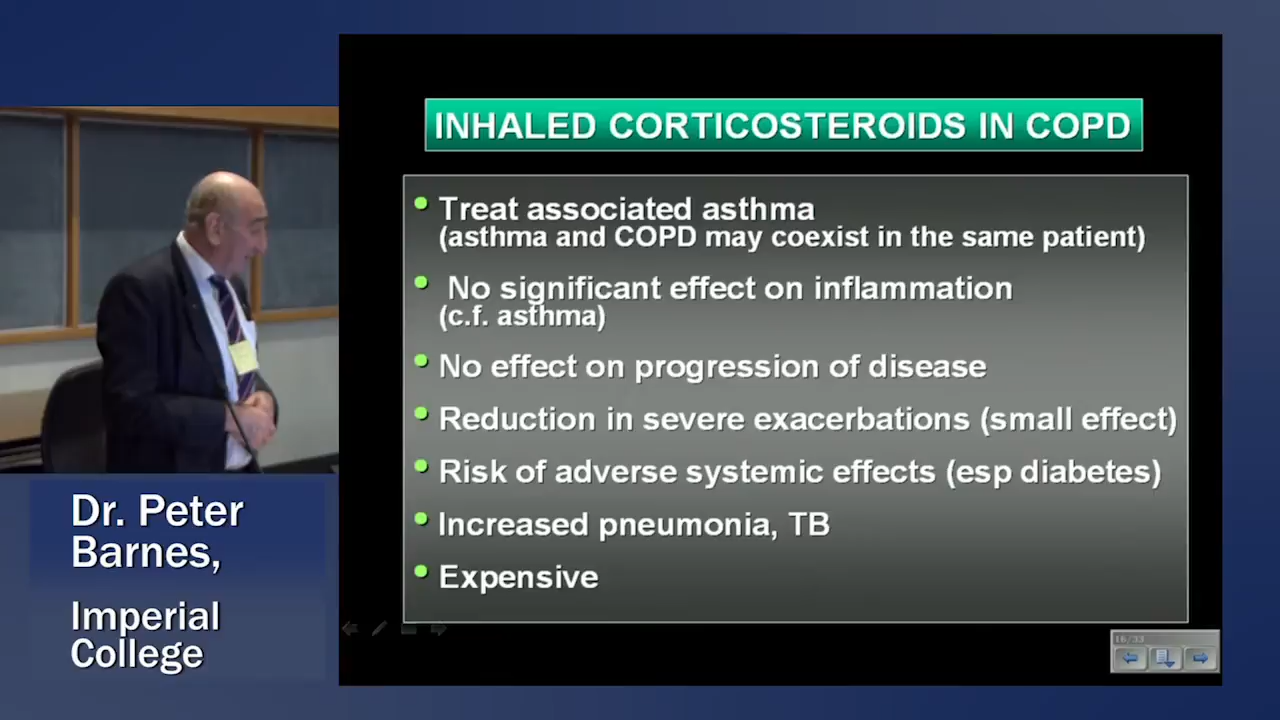 INHALED CORTICOSTEROIDS IN COPD
• Treat associated asthma
(asthma and COPD may coexist in the same patient)
• No significant effect on inflammation
(c.f. asthma)
• No effect on progression of disease
• Reduction in severe exacerbations (small effect)
• Risk of adverse systemic effects (esp diabetes)
• Increased pneumonia, TB
• Expensive
16/33
Dr. Peter
Barnes,
Imperial
College